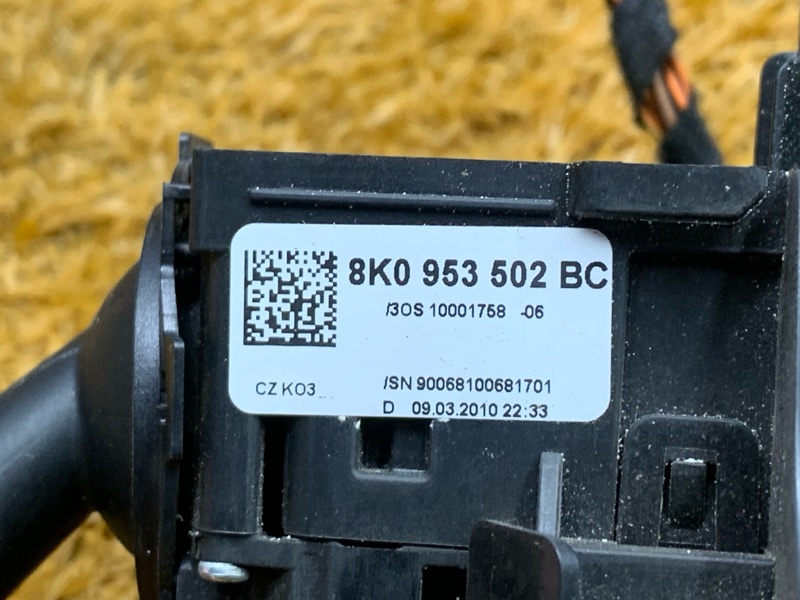 8K0 953 502 BC
/3OS 10001758 -06
/SN 90068100681701
CZ K03
D 09.03.2010 22:33